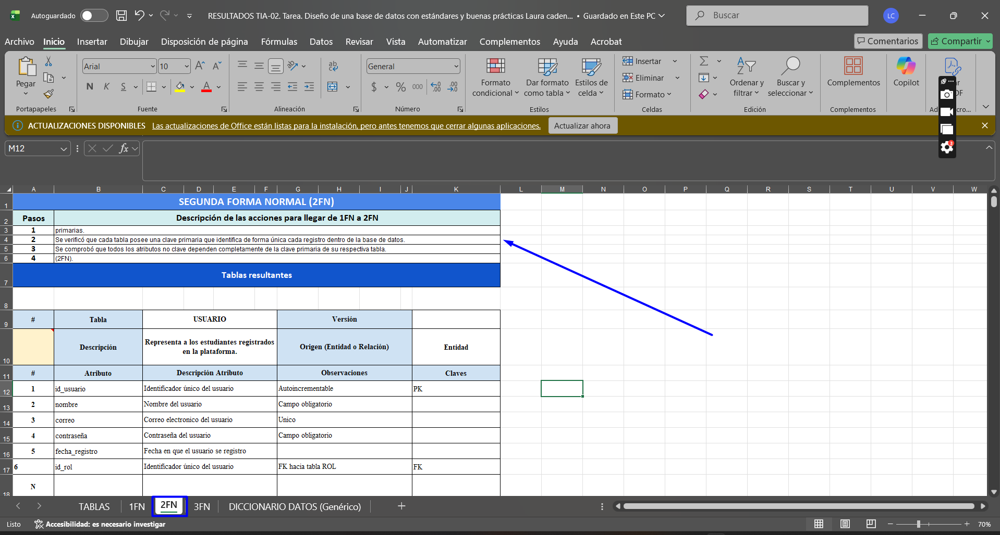 Autoguardado
RESULTADOS TIA-02. Tarea. Diseño de una base de datos con estándares y buenas prácticas Laura caden... • Guardado en Este PC
Buscar
LC
Archivo Inicio Insertar Dibujar Disposición de página Fórmulas Datos Revisar Vista Automatizar Complementos Ayuda Acrobat
Comentarios
Compartir
Pegar
Portapapeles
Arial
10
N K S
Fuente
Alineación
General
$ % 000
Número
Formato condicional
Dar formato como tabla
Estilos de celda
Estilos
Insertar
Eliminar
Formato
Celdas
Ordenar y filtrar
Buscar y seleccionar
Edición
Complementos
Complementos
Copilot
ACTUALIZACIONES DISPONIBLES Las actualizaciones de Office están listas para la instalación, pero antes tenemos que cerrar algunas aplicaciones. Actualizar ahora
3
M12
fx
A B C D E F G H I J K L M N O P Q R S T U V W
1 SEGUNDA FORMA NORMAL (2FN)
2 Pasos Descripción de las acciones para llegar de 1FN a 2FN
3 1 primarias.
4 2 Se verificó que cada tabla posee una clave primaria que identifica de forma única cada registro dentro de la base de datos.
5 3 Se comprobó que todos los atributos no clave dependen completamente de la clave primaria de su respectiva tabla.
6 4 (2FN).
7 Tablas resultantes
8
9 # Tabla USUARIO Versión
10 Descripción Representa a los estudiantes registrados en la plataforma. Origen (Entidad o Relación) Entidad
11 # Atributo Descripción Atributo Observaciones Claves
12 1 id_usuario Identificador único del usuario Autoincrementable PK
13 2 nombre Nombre del usuario Campo obligatorio
14 3 correo Correo electronico del usuario Unico
15 4 contraseña Contraseña del usuario Campo obligatorio
16 5 fecha_registro Fecha en que el usuario se registro
17 6 id_rol Identificador único del usuario FK hacia tabla ROL FK
18 N
TABLAS 1FN 2FN 3FN DICCIONARIO DATOS (Genérico)
Listo Accesibilidad: es necesario investigar
70%